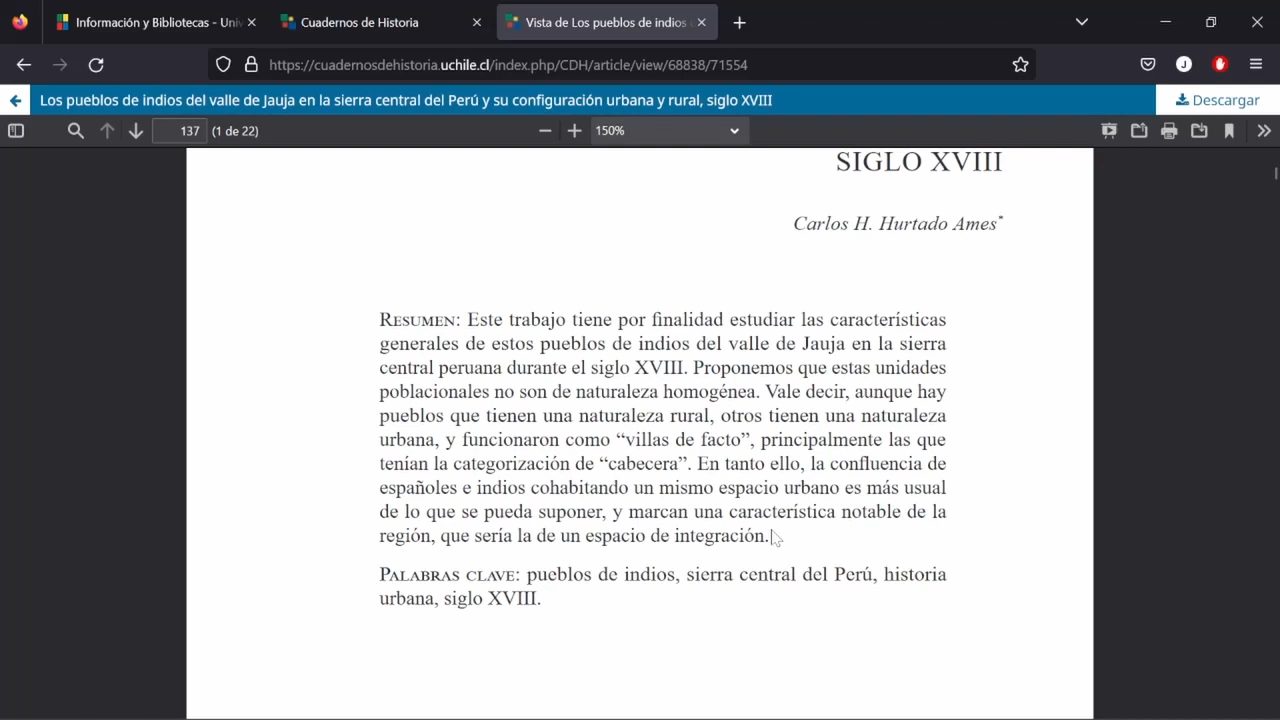 Información y Bibliotecas - Univ
Cuadernos de Historia
Vista de Los pueblos de indios
https://cuadernosdehistoria.uchile.cl/index.php/CDH/article/view/68838/71554
Los pueblos de indios del valle de Jauja en la sierra central del Perú y su configuración urbana y rural, siglo XVIII
Descargar
137 (1 de 22)
150%
SIGLO XVIII
Carlos H. Hurtado Ames*
RESUMEN: Este trabajo tiene por finalidad estudiar las características
generales de estos pueblos de indios del valle de Jauja en la sierra
central peruana durante el siglo XVIII. Proponemos que estas unidades
poblacionales no son de naturaleza homogénea. Vale decir, aunque hay
pueblos que tienen una naturaleza rural, otros tienen una naturaleza
urbana, y funcionaron como “villas de facto”, principalmente las que
tenían la categorización de “cabecera”. En tanto ello, la confluencia de
españoles e indios cohabitando un mismo espacio urbano es más usual
de lo que se pueda suponer, y marcan una característica notable de la
región, que sería la de un espacio de integración.
PALABRAS CLAVE: pueblos de indios, sierra central del Perú, historia
urbana, siglo XVIII.